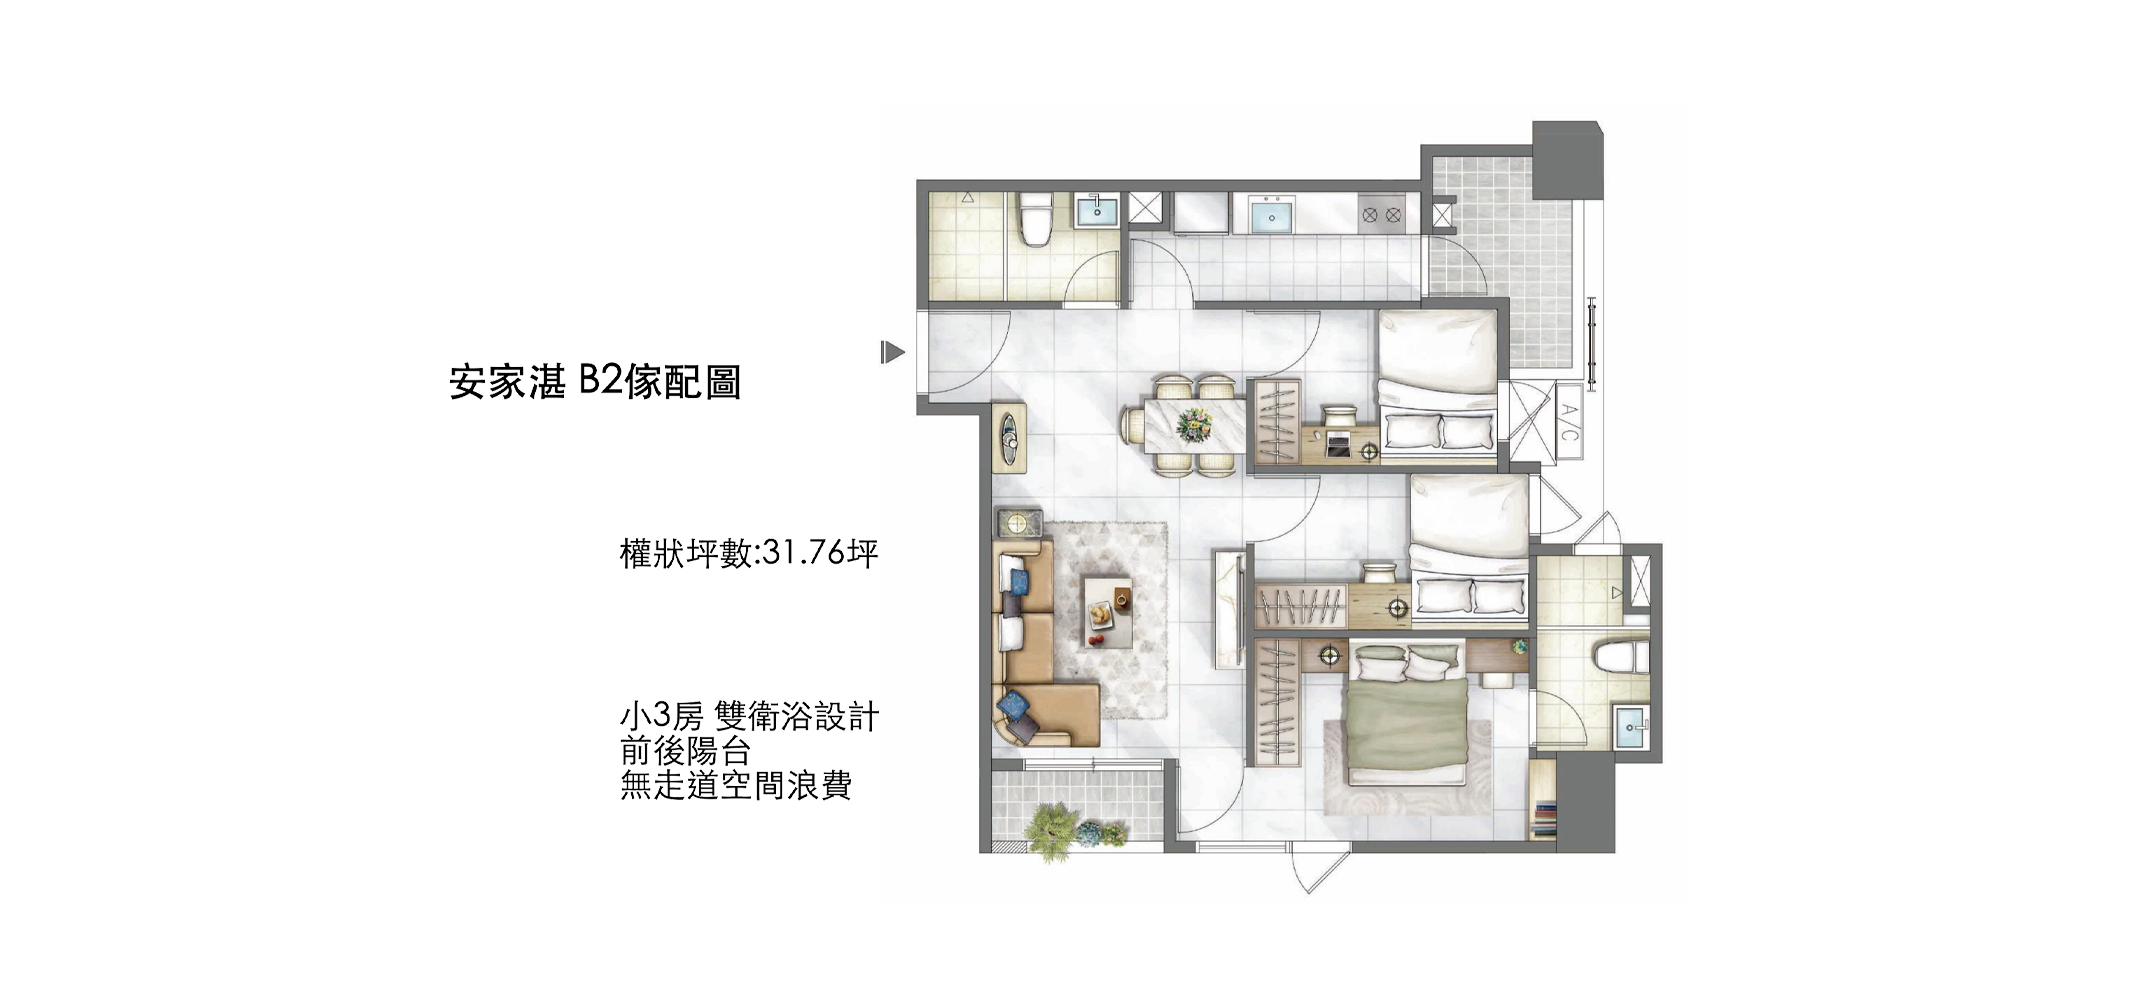 安家湛 B2傢配圖
權狀坪數:31.76坪
小3房 雙衛浴設計
前後陽台
無走道空間浪費
A/C